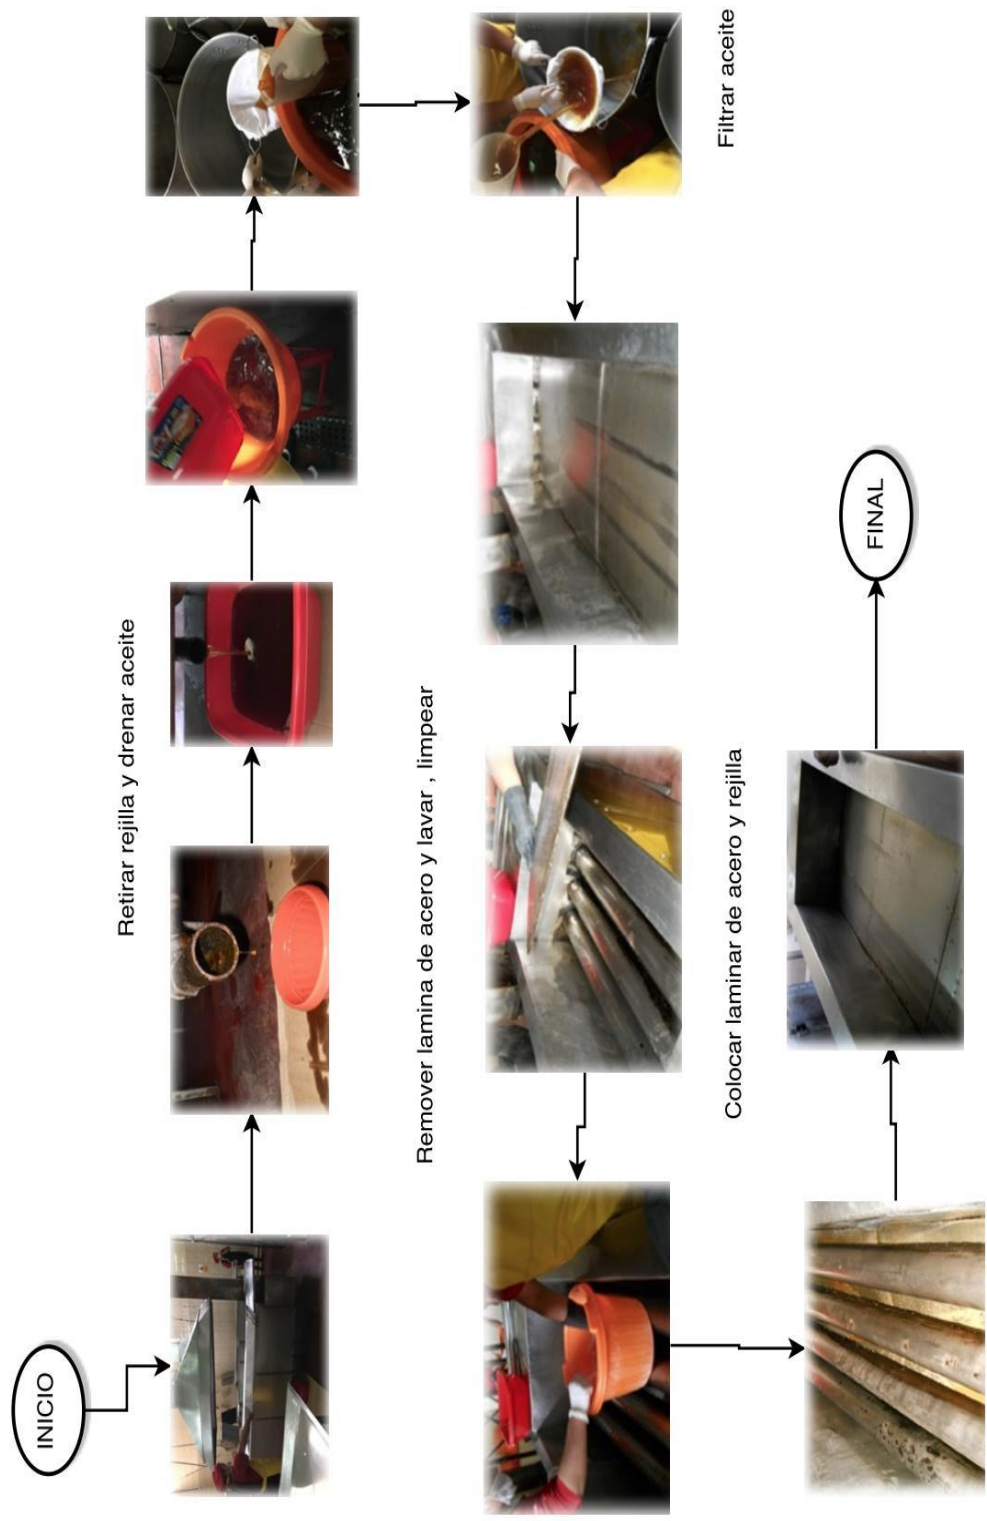 INICIO
Retirar rejilla y drenar aceite
Filtrar aceite
Remover lamina de acero y lavar , limpear
Colocar laminar de acero y rejilla
FINAL